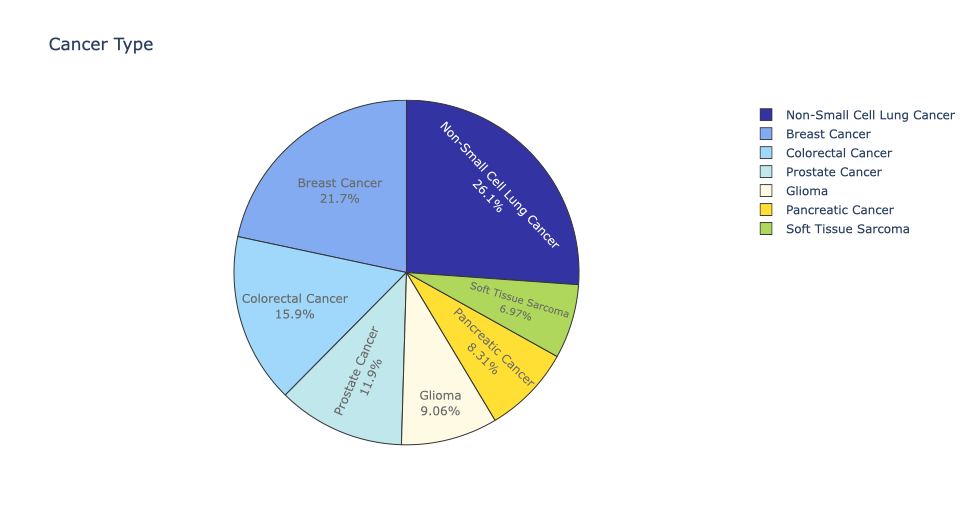 Cancer Type
Non-Small Cell Lung Cancer
26.1%
Breast Cancer
21.7%
Colorectal Cancer
15.9%
Prostate Cancer
11.9%
Glioma
9.06%
Pancreatic Cancer
8.31%
Soft Tissue Sarcoma
6.97%
Non-Small Cell Lung Cancer
Breast Cancer
Colorectal Cancer
Prostate Cancer
Glioma
Pancreatic Cancer
Soft Tissue Sarcoma